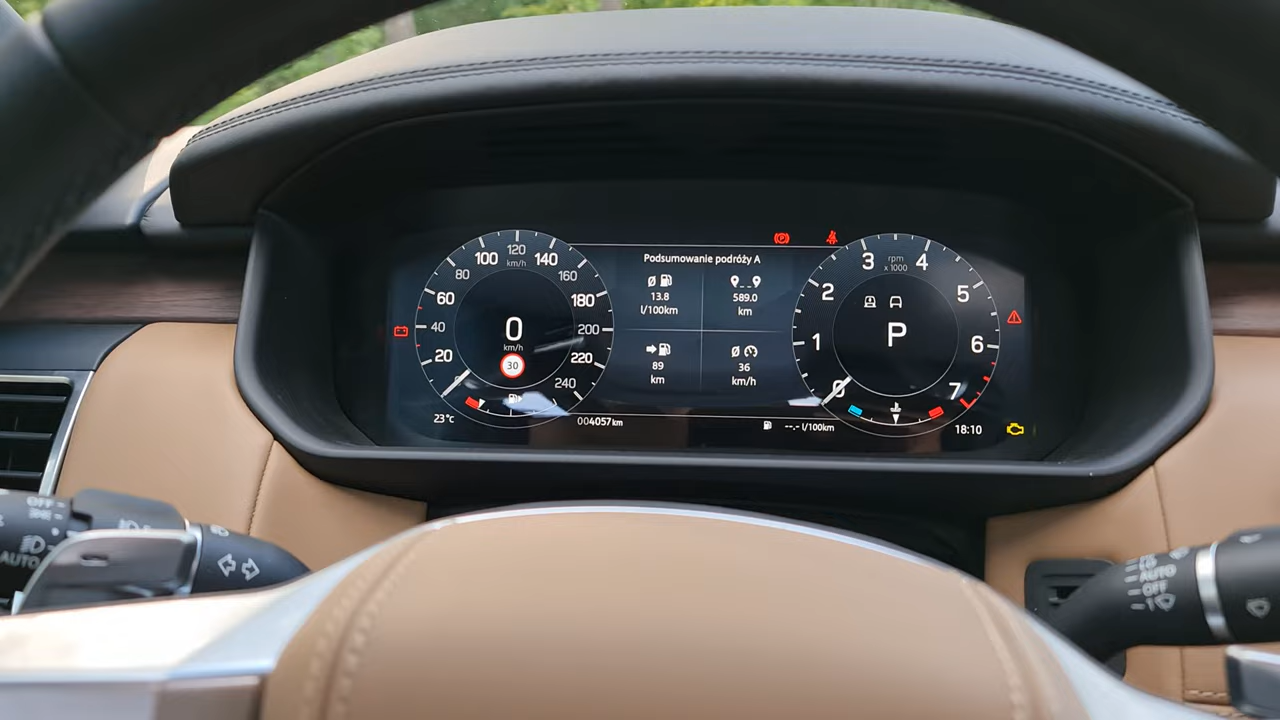 120
100
km/h
140
80
160
60
180
40
200
20
220
240
0
km/h
30
23°c
004057km
Podsumowanie podróży A
13.8
l/100km
589.0
km
89
km
36
km/h
--.- l/100km
3
rpm
x 1000
4
2
5
1
6
0
7
P
18:10
OFF
AUTO
AUTO
OFF
1